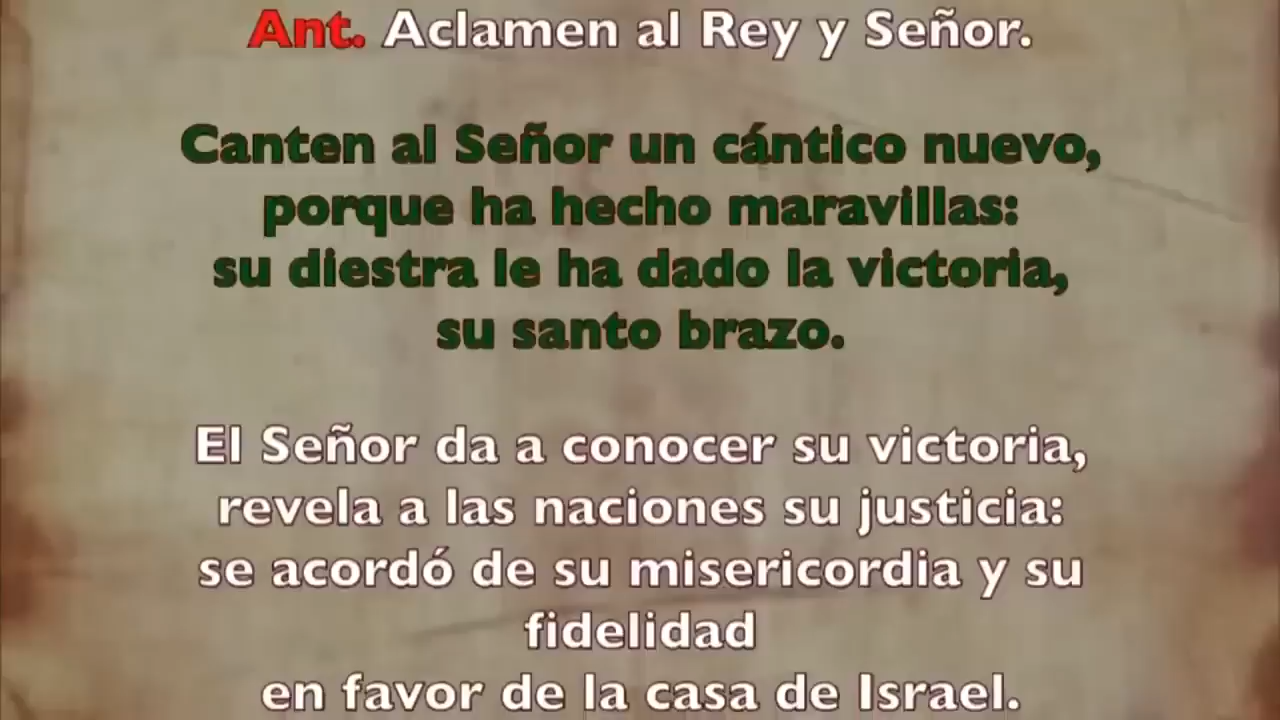 Ant. Aclamen al Rey y Señor.
Canten al Señor un cántico nuevo,
porque ha hecho maravillas:
su diestra le ha dado la victoria,
su santo brazo.
El Señor da a conocer su victoria,
revela a las naciones su justicia:
se acordó de su misericordia y su
fidelidad
en favor de la casa de Israel.